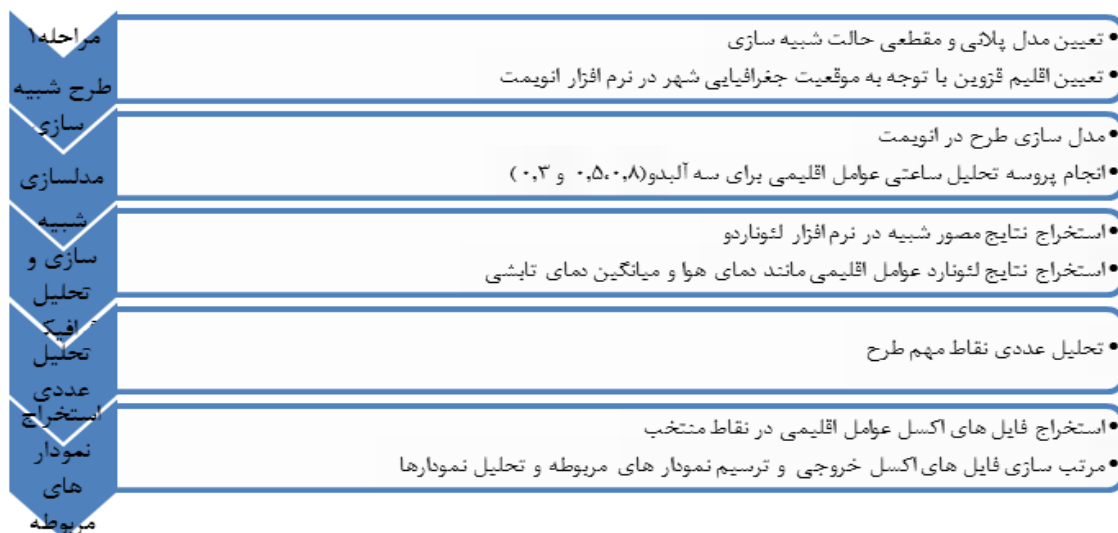 مراحله۱
طرح شبیه
سازی
• تعیین مدل پلانی و مقطعی حالت شبیه سازی
• تعیین اقلیم قزوین با توجه به موقعیت جغرافیایی شهر در نرم افزار انویمت
مدلسازی
• مدل سازی طرح در انویمت
• انجام پروسه تحلیل ساعتی عوامل اقلیمی برای سه آلبدو(۰,۵،۰,۸ و ۰,۳)
شبیه
سازی و
تحلیل
• استخراج نتایج مصور شبیه در نرم افزار لئوناردو
• استخراج نتایج لئونارد عوامل اقلیمی مانند دمای هوا و میانگین دمای تابشی
تحلیل
عددی
• تحلیل عددی نقاط مهم طرح
استخراج
نمودار
های
مربوطه
• استخراج فایل های اکسل عوامل اقلیمی در نقاط منتخب
• مرتب سازی فایل های اکسل خروجی و ترسیم نمودار های مربوطه و تحلیل نمودارها